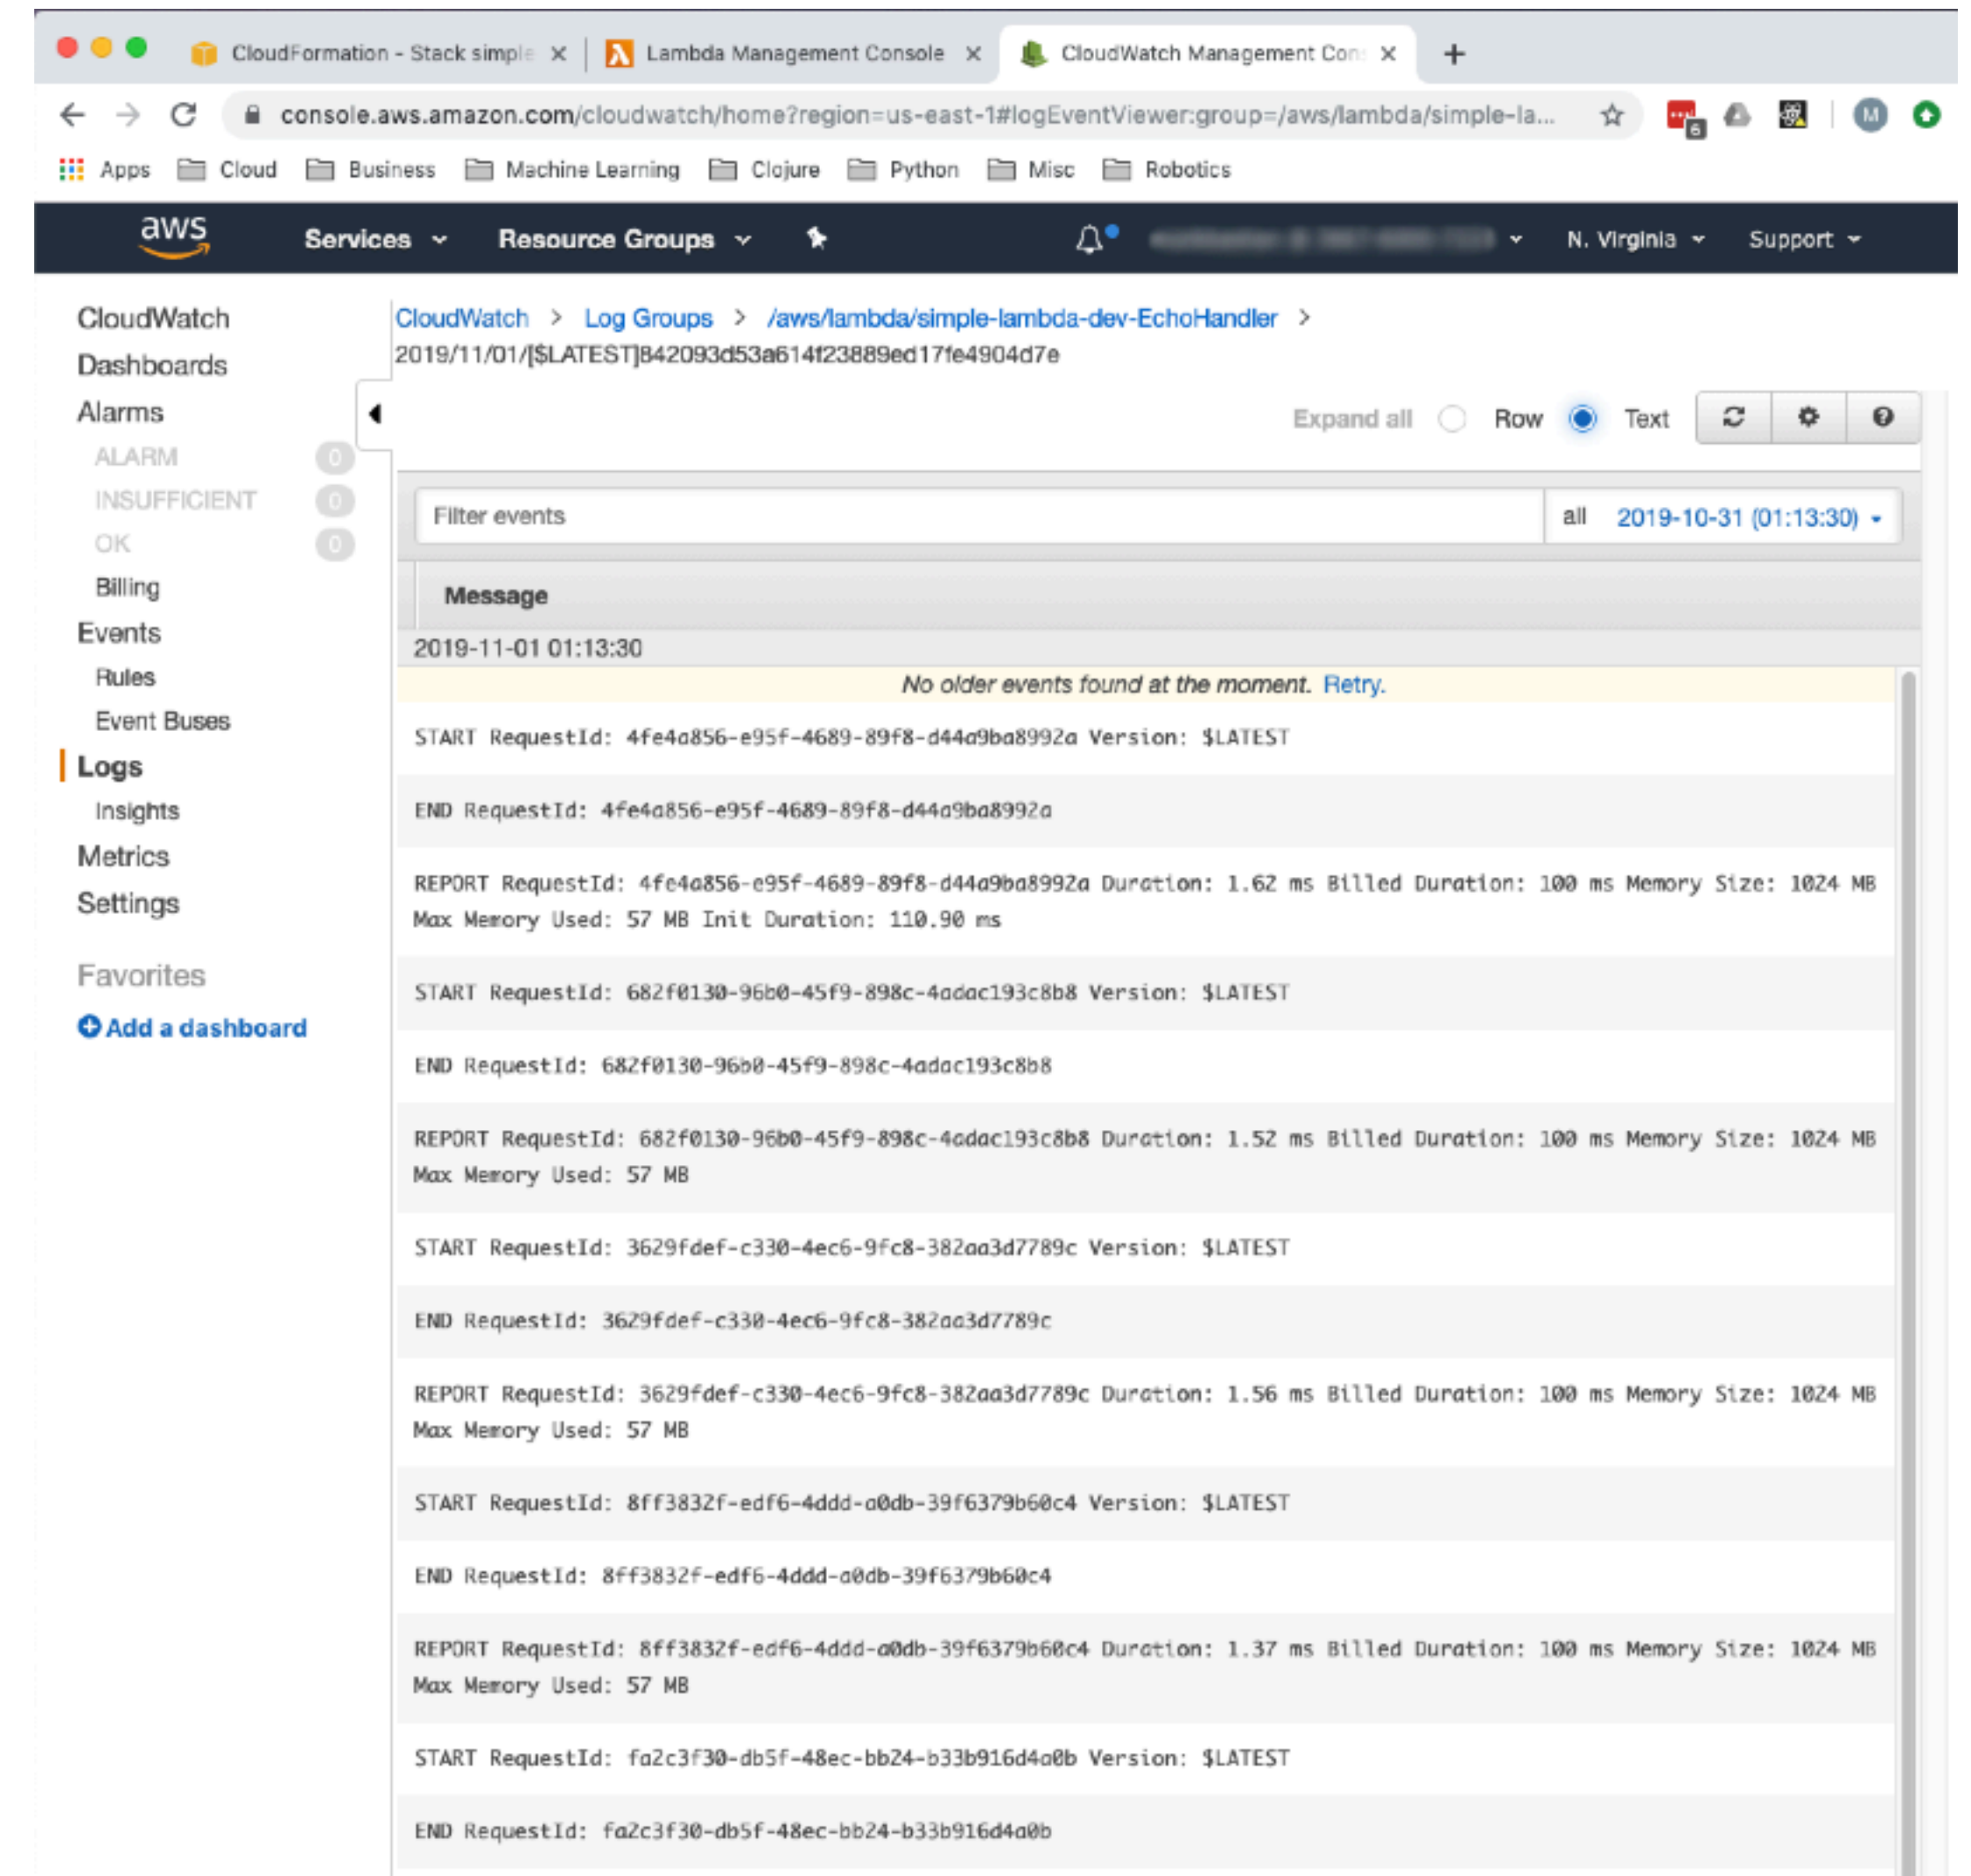 CloudFormation - Stack simple
Lambda Management Console
CloudWatch Management Con
console.aws.amazon.com/cloudwatch/home?region=us-east-1#logEventViewer:group=/aws/lambda/simple-la...
6
M
Apps Cloud Business Machine Learning Clojure Python Misc Robotics
aws Services Resource Groups N. Virginia Support
CloudWatch
Dashboards
Alarms
ALARM 0
INSUFFICIENT 0
OK 0
Billing
Events
Rules
Event Buses
Logs
Insights
Metrics
Settings
Favorites
Add a dashboard
CloudWatch > Log Groups > /aws/lambda/simple-lambda-dev-EchoHandler >
2019/11/01/[$LATEST]842093d53a614f23889ed17fe4904d7e
Expand all Row Text
Filter events all 2019-10-31 (01:13:30)
Message
2019-11-01 01:13:30
No older events found at the moment. Retry.
START RequestId: 4fe4a856-e95f-4689-89f8-d44a9ba8992a Version: $LATEST
END RequestId: 4fe4a856-e95f-4689-89f8-d44a9ba8992a
REPORT RequestId: 4fe4a856-e95f-4689-89f8-d44a9ba8992a Duration: 1.62 ms Billed Duration: 100 ms Memory Size: 1024 MB
Max Memory Used: 57 MB Init Duration: 110.90 ms
START RequestId: 682f0130-96b0-45f9-898c-4adac193c8b8 Version: $LATEST
END RequestId: 682f0130-96b0-45f9-898c-4adac193c8b8
REPORT RequestId: 682f0130-96b0-45f9-898c-4adac193c8b8 Duration: 1.52 ms Billed Duration: 100 ms Memory Size: 1024 MB
Max Memory Used: 57 MB
START RequestId: 3629fdef-c330-4ec6-9fc8-382aa3d7789c Version: $LATEST
END RequestId: 3629fdef-c330-4ec6-9fc8-382aa3d7789c
REPORT RequestId: 3629fdef-c330-4ec6-9fc8-382aa3d7789c Duration: 1.56 ms Billed Duration: 100 ms Memory Size: 1024 MB
Max Memory Used: 57 MB
START RequestId: 8ff3832f-edf6-4ddd-a0db-39f6379b60c4 Version: $LATEST
END RequestId: 8ff3832f-edf6-4ddd-a0db-39f6379b60c4
REPORT RequestId: 8ff3832f-edf6-4ddd-a0db-39f6379b60c4 Duration: 1.37 ms Billed Duration: 100 ms Memory Size: 1024 MB
Max Memory Used: 57 MB
START RequestId: fa2c3f30-db5f-48ec-bb24-b33b916d4a0b Version: $LATEST
END RequestId: fa2c3f30-db5f-48ec-bb24-b33b916d4a0b